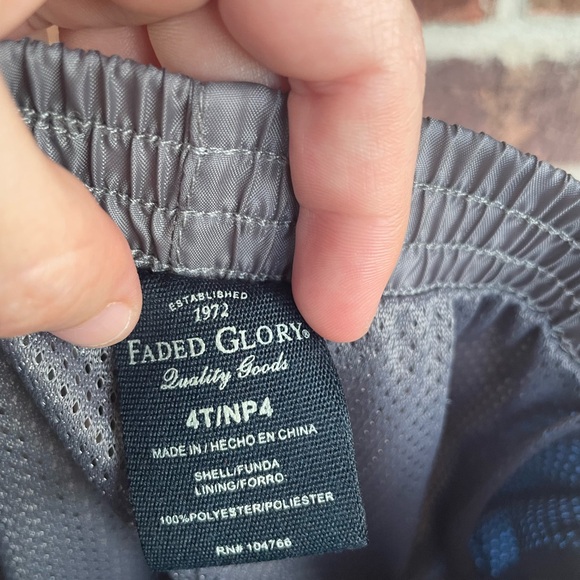 ESTABLISHED
1972
FADED GLORY®
Quality Goods
4T/NP4
MADE IN / HECHO EN CHINA
SHELL/FUNDA
LINING/FORRO
100%POLYESTER/POLIESTER
RN# 104766